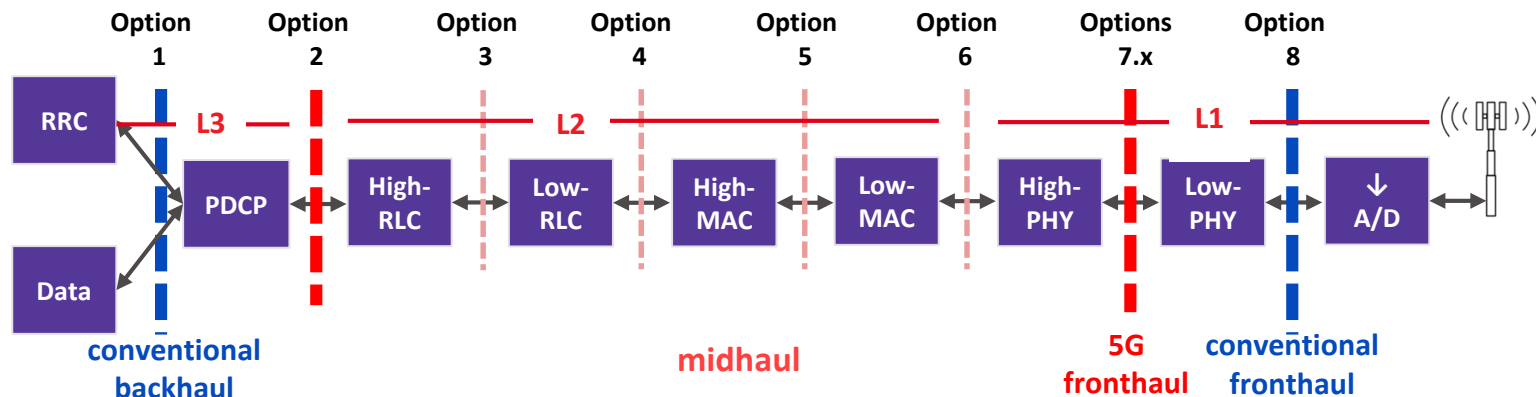 Option
1
Option
2
Option
3
Option
4
Option
5
Option
6
Options
7.x
Option
8
RRC
L3
L2
L1
PDCP
High-
RLC
Low-
RLC
High-
MAC
Low-
MAC
High-
PHY
Low-
PHY
↓
A/D
Data
conventional
backhaul
midhaul
5G
fronthaul
conventional
fronthaul